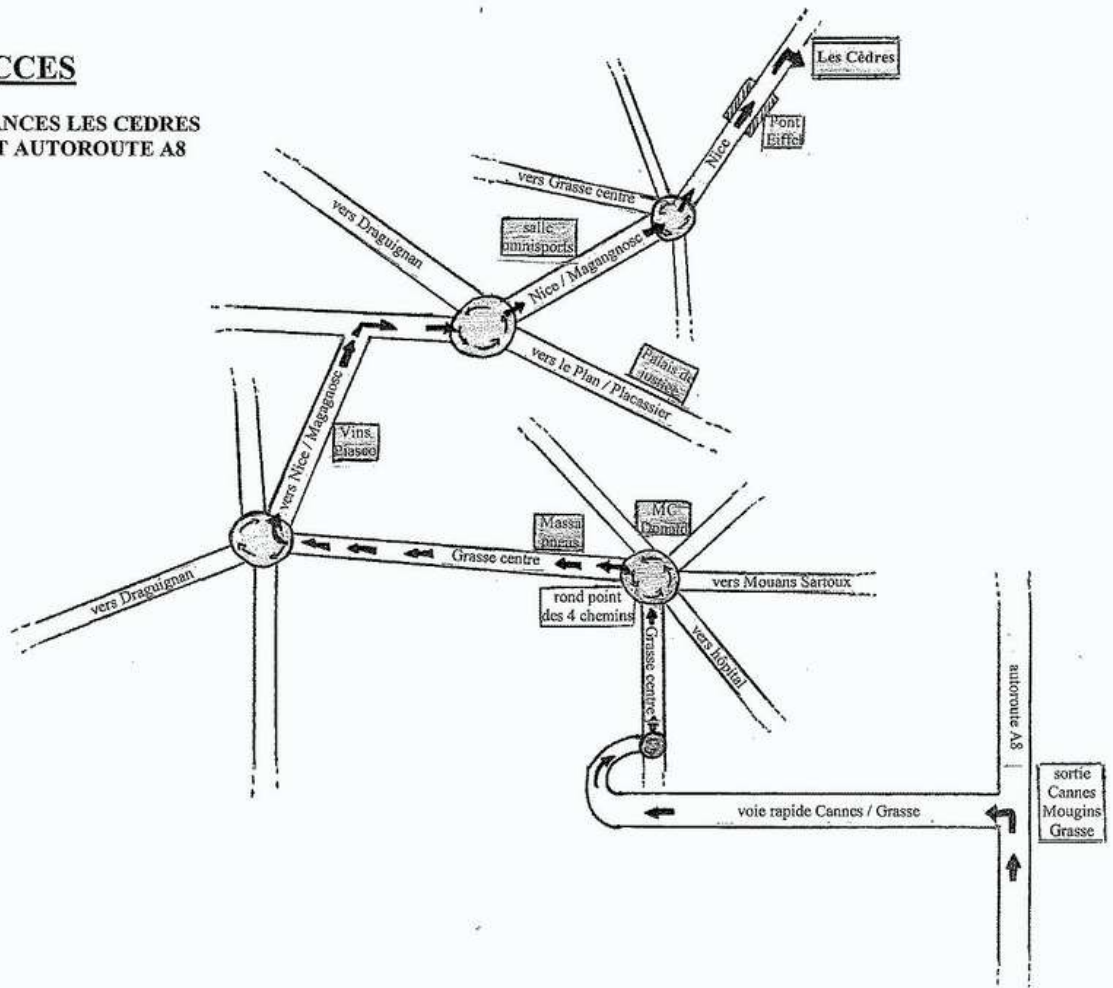 CCES
ANCES LES CEDRES
T AUTOROUTE A8
Les Cèdres
Pont
Eiffel
Nice
vers Grasse centre
salle
omnisports
Nice / Magangnosc
vers Draguignan
Palais de
justice
vers le Plan / Placassier
vers Nice / Magagnosc
Vins
Biasco
MC
Donald
Massa
pneus
Grasse centre
vers Mouans Sartoux
rond point
des 4 chemins
vers Draguignan
vers hôpital
Grasse centre
autoroute A8
sortie
Cannes
Mougins
Grasse
voie rapide Cannes / Grasse